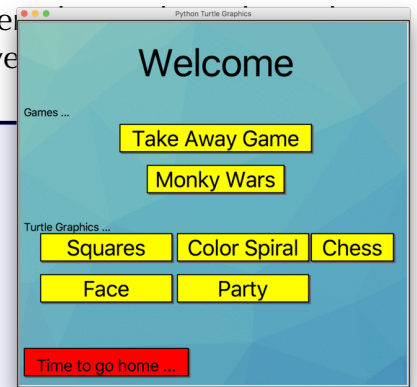 Python Turtle Graphics
Welcome
Games ...
Take Away Game
Monky Wars
Turtle Graphics ...
Squares Color Spiral Chess
Face Party
Time to go home ...